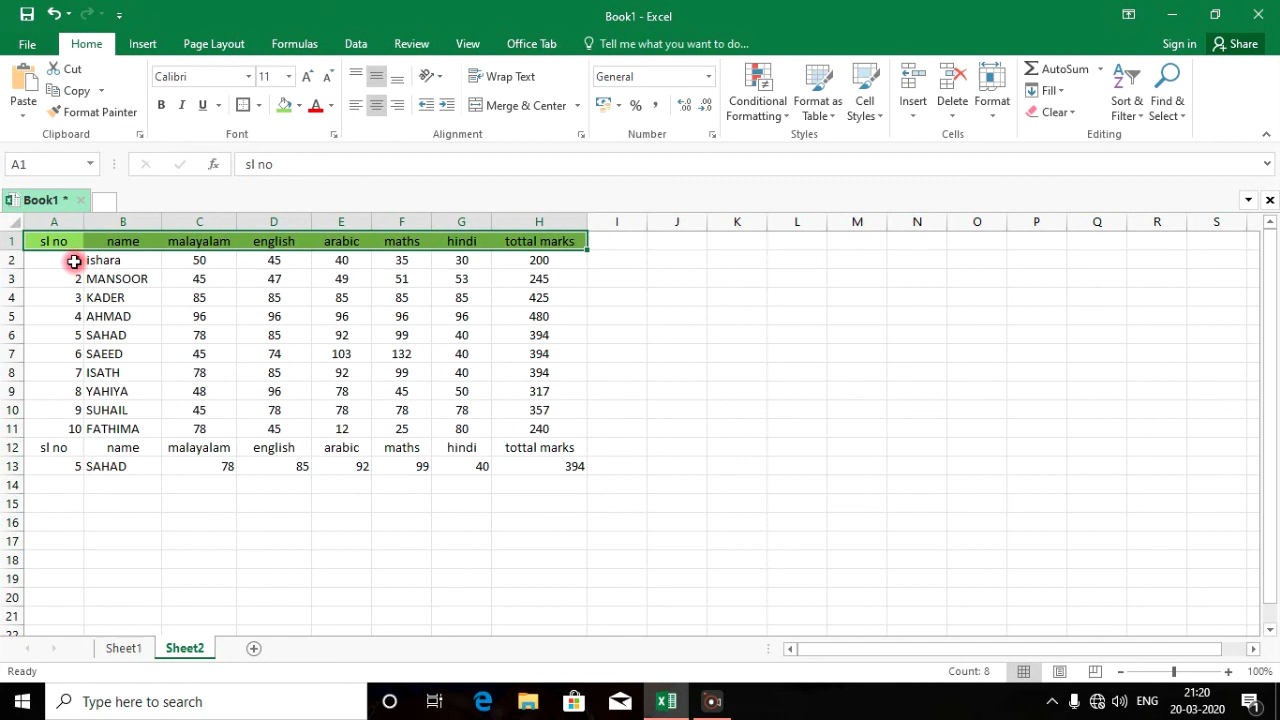 Book1 - Excel
File Home Insert Page Layout Formulas Data Review View Office Tab Tell me what you want to do... Sign in Share
Paste Cut Copy Format Painter Clipboard
Calibri 11 B I U A Font
Wrap Text Merge & Center Alignment
General % , Number
Conditional Formatting Format as Table Cell Styles Styles
Insert Delete Format Cells
AutoSum Fill Clear Sort & Filter Find & Select Editing
A1 fx sl no
Book1 *
A B C D E F G H I J K L M N O P Q R S
1 sl no name malayalam english arabic maths hindi tottal marks
2 ishara 50 45 40 35 30 200
3 2 MANSOOR 45 47 49 51 53 245
4 3 KADER 85 85 85 85 85 425
5 4 AHMAD 96 96 96 96 96 480
6 5 SAHAD 78 85 92 99 40 394
7 6 SAEED 45 74 103 132 40 394
8 7 ISATH 78 85 92 99 40 394
9 8 YAHIYA 48 96 78 45 50 317
10 9 SUHAIL 45 78 78 78 78 357
11 10 FATHIMA 78 45 12 25 80 240
12 sl no name malayalam english arabic maths hindi tottal marks
13 5 SAHAD 78 85 92 99 40 394
14
15
16
17
18
19
20
21
22
Sheet1 Sheet2
Ready Count: 8 100%
Type here to search ENG 21:20
20-03-2020 1